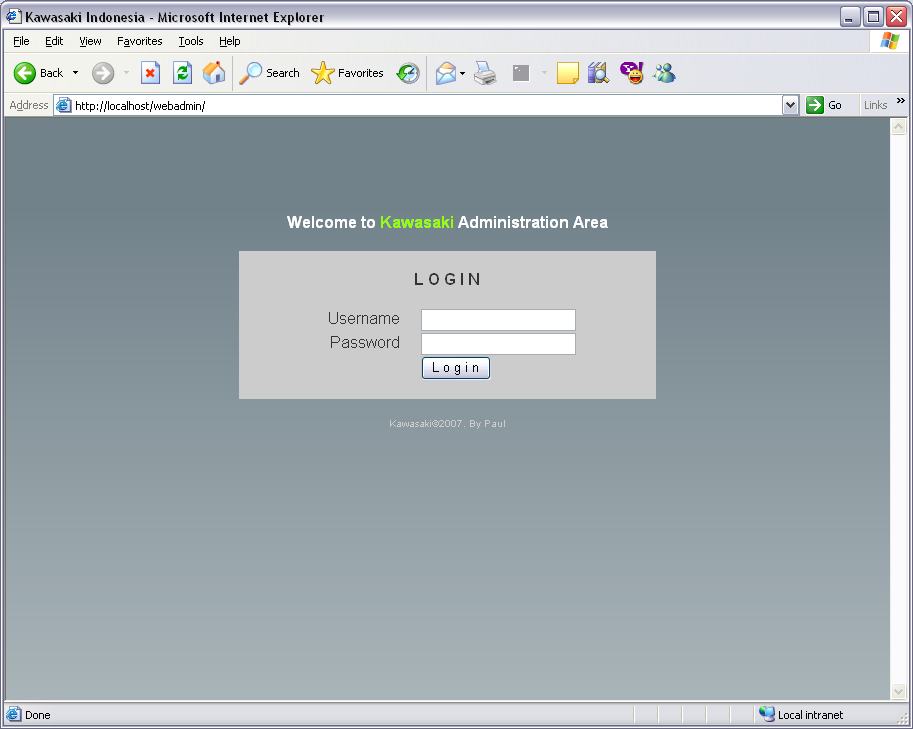 Kawasaki Indonesia - Microsoft Internet Explorer
File Edit View Favorites Tools Help
Back Search Favorites
Address http://localhost/webadmin/ Go Links »
Welcome to Kawasaki Administration Area
LOGIN
Username
Password
Login
Kawasaki©2007. By Paul
Done Local intranet